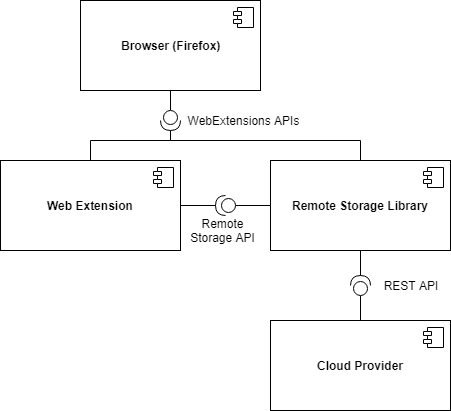 Browser (Firefox)
WebExtensions APIs
Web Extension
Remote
Storage API
Remote Storage Library
REST API
Cloud Provider